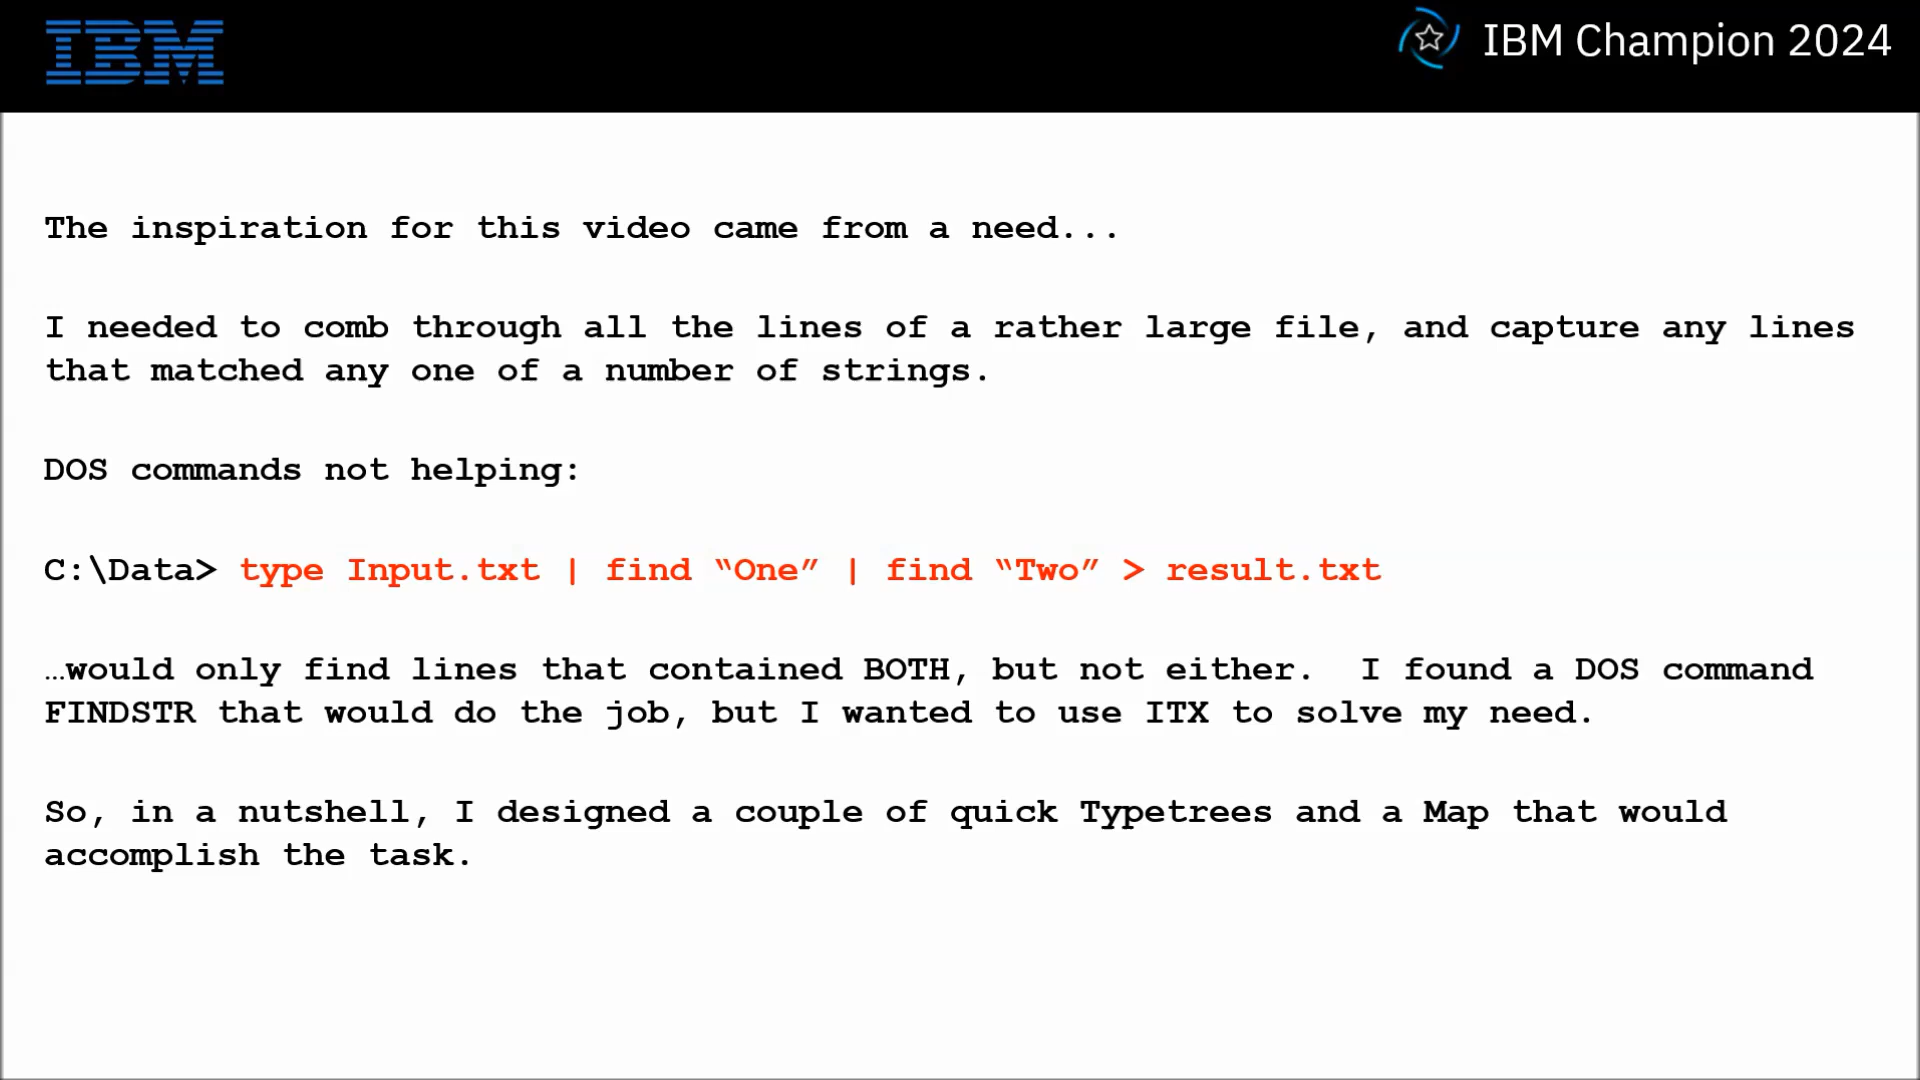 IBM
IBM Champion 2024
The inspiration for this video came from a need...
I needed to comb through all the lines of a rather large file, and capture any lines
that matched any one of a number of strings.
DOS commands not helping:
C:\Data> type Input.txt | find “One” | find “Two” > result.txt
…would only find lines that contained BOTH, but not either.  I found a DOS command
FINDSTR that would do the job, but I wanted to use ITX to solve my need.
So, in a nutshell, I designed a couple of quick Typetrees and a Map that would
accomplish the task.